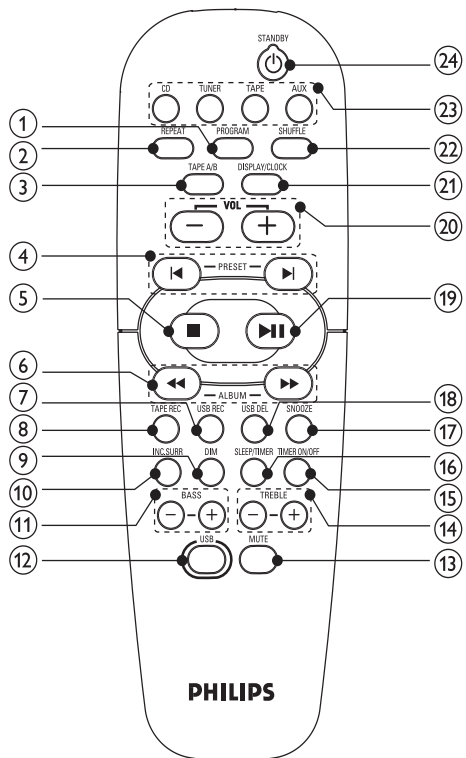 STANDBY
24
CD TUNER TAPE AUX
23
1
REPEAT PROGRAM SHUFFLE
2
22
TAPE A/B DISPLAY/CLOCK
3
21
VOL
− +
20
4
PRESET
5
19
6
ALBUM
7
18
TAPE REC USB REC USB DEL SNOOZE
8
17
9
INC.SURR DIM SLEEP/TIMER TIMER ON/OFF
16
10
15
BASS TREBLE
− - + − - +
11
14
USB MUTE
12
13
PHILIPS